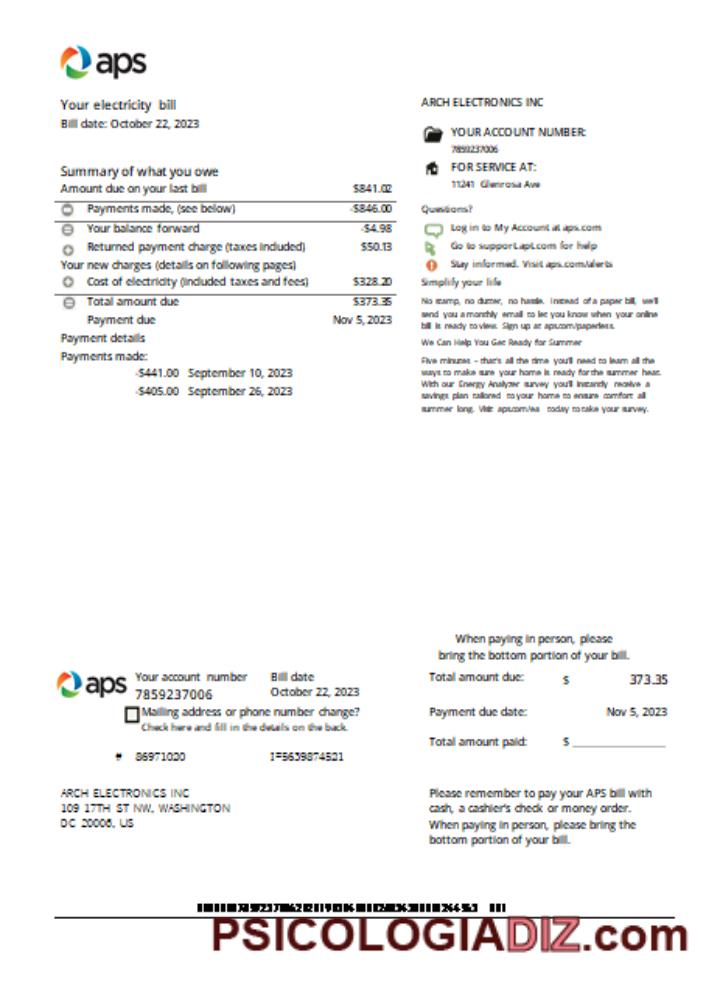 aps
Your electricity bill
Bill date: October 22, 2023
Summary of what you owe
Amount due on your last bill $841.02
Payments made, (see below) -$846.00
Your balance forward -$4.98
Returned payment charge (taxes included) $50.13
Your new charges (details on following pages)
Cost of electricity (included taxes and fees) $328.20
Total amount due $373.35
Payment due Nov 5, 2023
Payment details
Payments made:
-$441.00 September 10, 2023
-$405.00 September 26, 2023
ARCH ELECTRONICS INC
YOUR ACCOUNT NUMBER:
7859237006
FOR SERVICE AT:
11241 Glenrosa Ave
Questions?
Log in to My Account at aps.com
Go to support.apt.com for help
Stay informed. Visit aps.com/alerts
Simplify your life
No stamp, no clutter, no hassle. Instead of a paper bill, we'll
send you a monthly email to let you know when your online
bill is ready to view. Sign up at aps.com/paperless.
We Can Help You Get Ready for Summer
Five minutes - that's all the time you'll need to learn all the
ways to make sure your home is ready for the summer heat.
With our Energy Analyzer survey you'll instantly receive a
savings plan tailored to your home to ensure comfort all
summer long. Visit aps.com/ea today to take your survey.
When paying in person, please
bring the bottom portion of your bill.
aps
Your account number Bill date
7859237006 October 22, 2023
Mailing address or phone number change?
Check here and fill in the details on the back.
# 86971020 I=5639874521
Total amount due: $ 373.35
Payment due date: Nov 5, 2023
Total amount paid: $
ARCH ELECTRONICS INC
109 17TH ST NW, WASHINGTON
DC 20006, US
Please remember to pay your APS bill with
cash, a cashier's check or money order.
When paying in person, please bring the
bottom portion of your bill.
PSICOLOGIADIZ.com